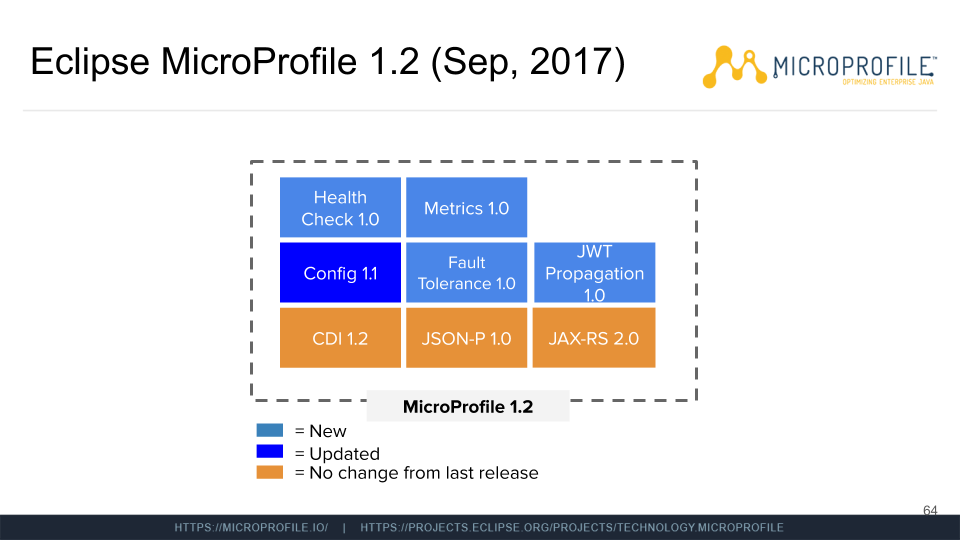 Eclipse MicroProfile 1.2 (Sep, 2017)
MICROPROFILE™
OPTIMIZING ENTERPRISE JAVA
Health
Check 1.0
Metrics 1.0
Config 1.1
Fault
Tolerance 1.0
JWT
Propagation
1.0
CDI 1.2
JSON-P 1.0
JAX-RS 2.0
MicroProfile 1.2
= New
= Updated
= No change from last release
64
HTTPS://MICROPROFILE.IO/ | HTTPS://PROJECTS.ECLIPSE.ORG/PROJECTS/TECHNOLOGY.MICROPROFILE